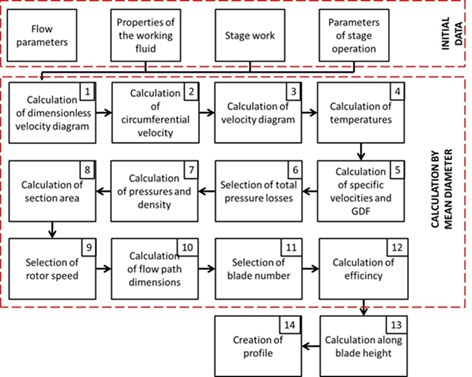 Flow
parameters
Properties of
the working
fluid
Stage work
Parameters
of stage
operation
INITIAL
DATA
1
Calculation
of dimensionless
velocity diagram
2
Calculation
of
circumferential
velocity
3
Calculation of
velocity diagram
4
Calculation of
temperatures
5
Calculation
of specific
velocities and
GDF
6
Selection of total
pressure losses
7
Calculation
of pressures and
density
8
Calculation of
section area
9
Selection of
rotor speed
10
Calculation
of flow path
dimensions
11
Selection of
blade number
12
Calculation of
efficincy
CALCULATION BY
MEAN DIAMETER
13
Calculation along
blade height
14
Creation of
profile